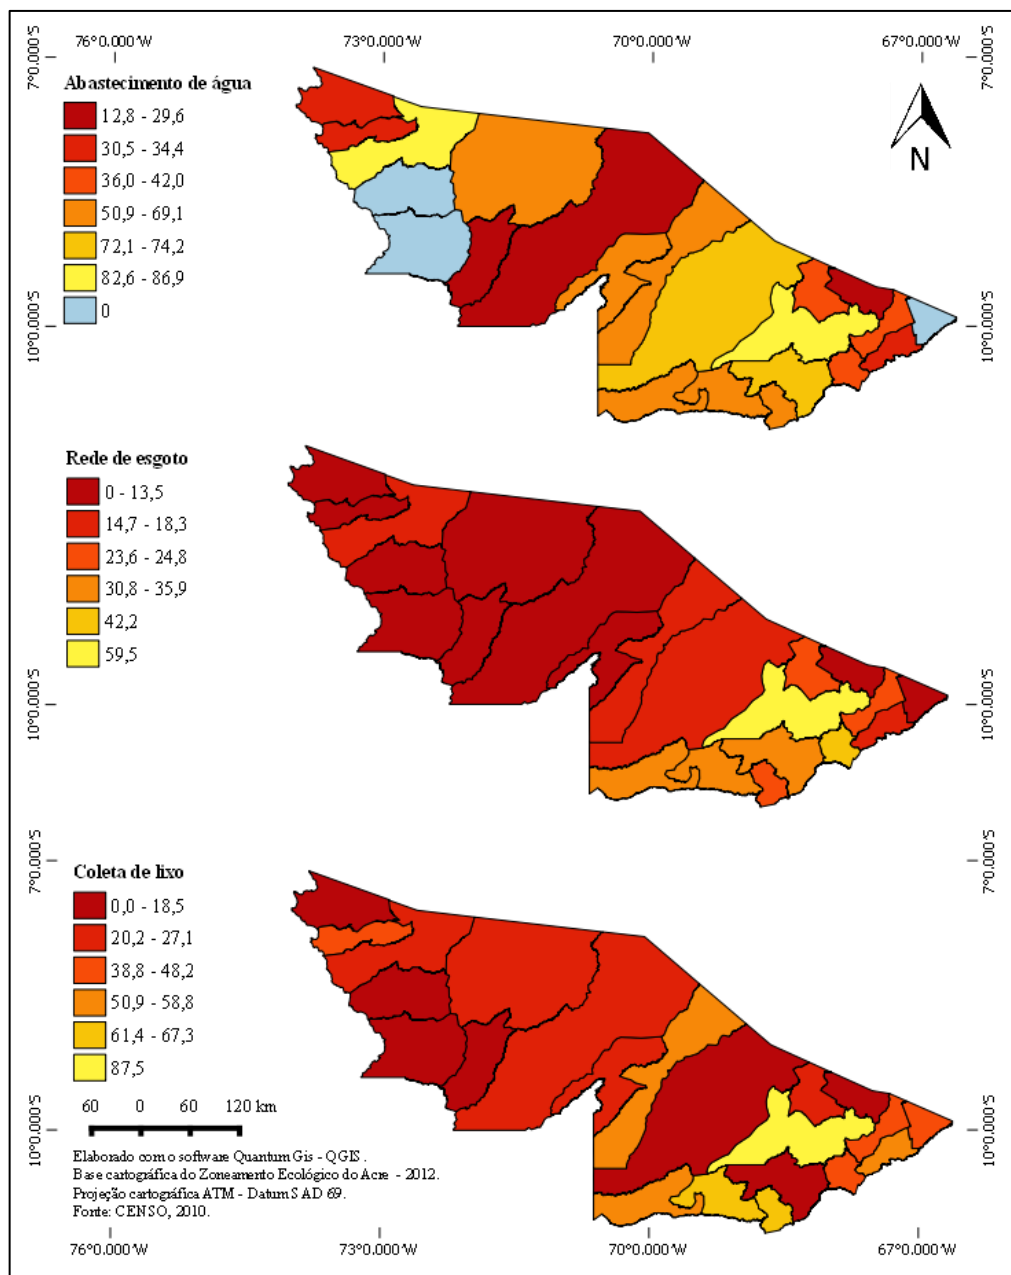 76°0.000'W
73°0.000'W
70°0.000'W
67°0.000'W
7°0.000'S
7°0.000'S
Abastecimento de água
12,8 - 29,6
30,5 - 34,4
36,0 - 42,0
50,9 - 69,1
72,1 - 74,2
82,6 - 86,9
0
N
10°0.000'S
10°0.000'S
Rede de esgoto
0 - 13,5
14,7 - 18,3
23,6 - 24,8
30,8 - 35,9
42,2
59,5
10°0.000'S
10°0.000'S
7°0.000'S
7°0.000'S
Coleta de lixo
0,0 - 18,5
20,2 - 27,1
38,8 - 48,2
50,9 - 58,8
61,4 - 67,3
87,5
60 0 60 120 km
10°0.000'S
10°0.000'S
Elaborado com o software Quantum Gis - QGIS.
Base cartográfica do Zoneamento Ecológico do Acre - 2012.
Projeção cartográfica ATM - Datum SAD 69.
Fonte: CENSO, 2010.
76°0.000'W
73°0.000'W
70°0.000'W
67°0.000'W